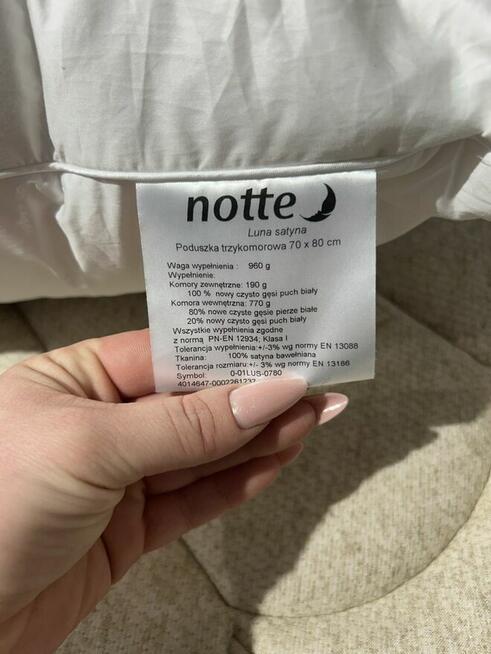 notte
Luna satyna
Poduszka trzykomorowa 70 x 80 cm
Waga wypełnienia : 960 g
Wypełnienie:
Komory zewnętrzne: 190 g
100 % nowy czysto gęsi puch biały
Komora wewnętrzna: 770 g
80% nowe czyste gęsie pierze białe
20% nowy czysto gęsi puch biały
Wszystkie wypełnienia zgodne
z normą PN-EN 12934; Klasa I
Tolerancja wypełnienia:+/-3% wg normy EN 13088
Tkanina: 100% satyna bawełniana
Tolerancja rozmiaru:+/- 3% wg normy EN 13186
Symbol: 0-01LUS-0780